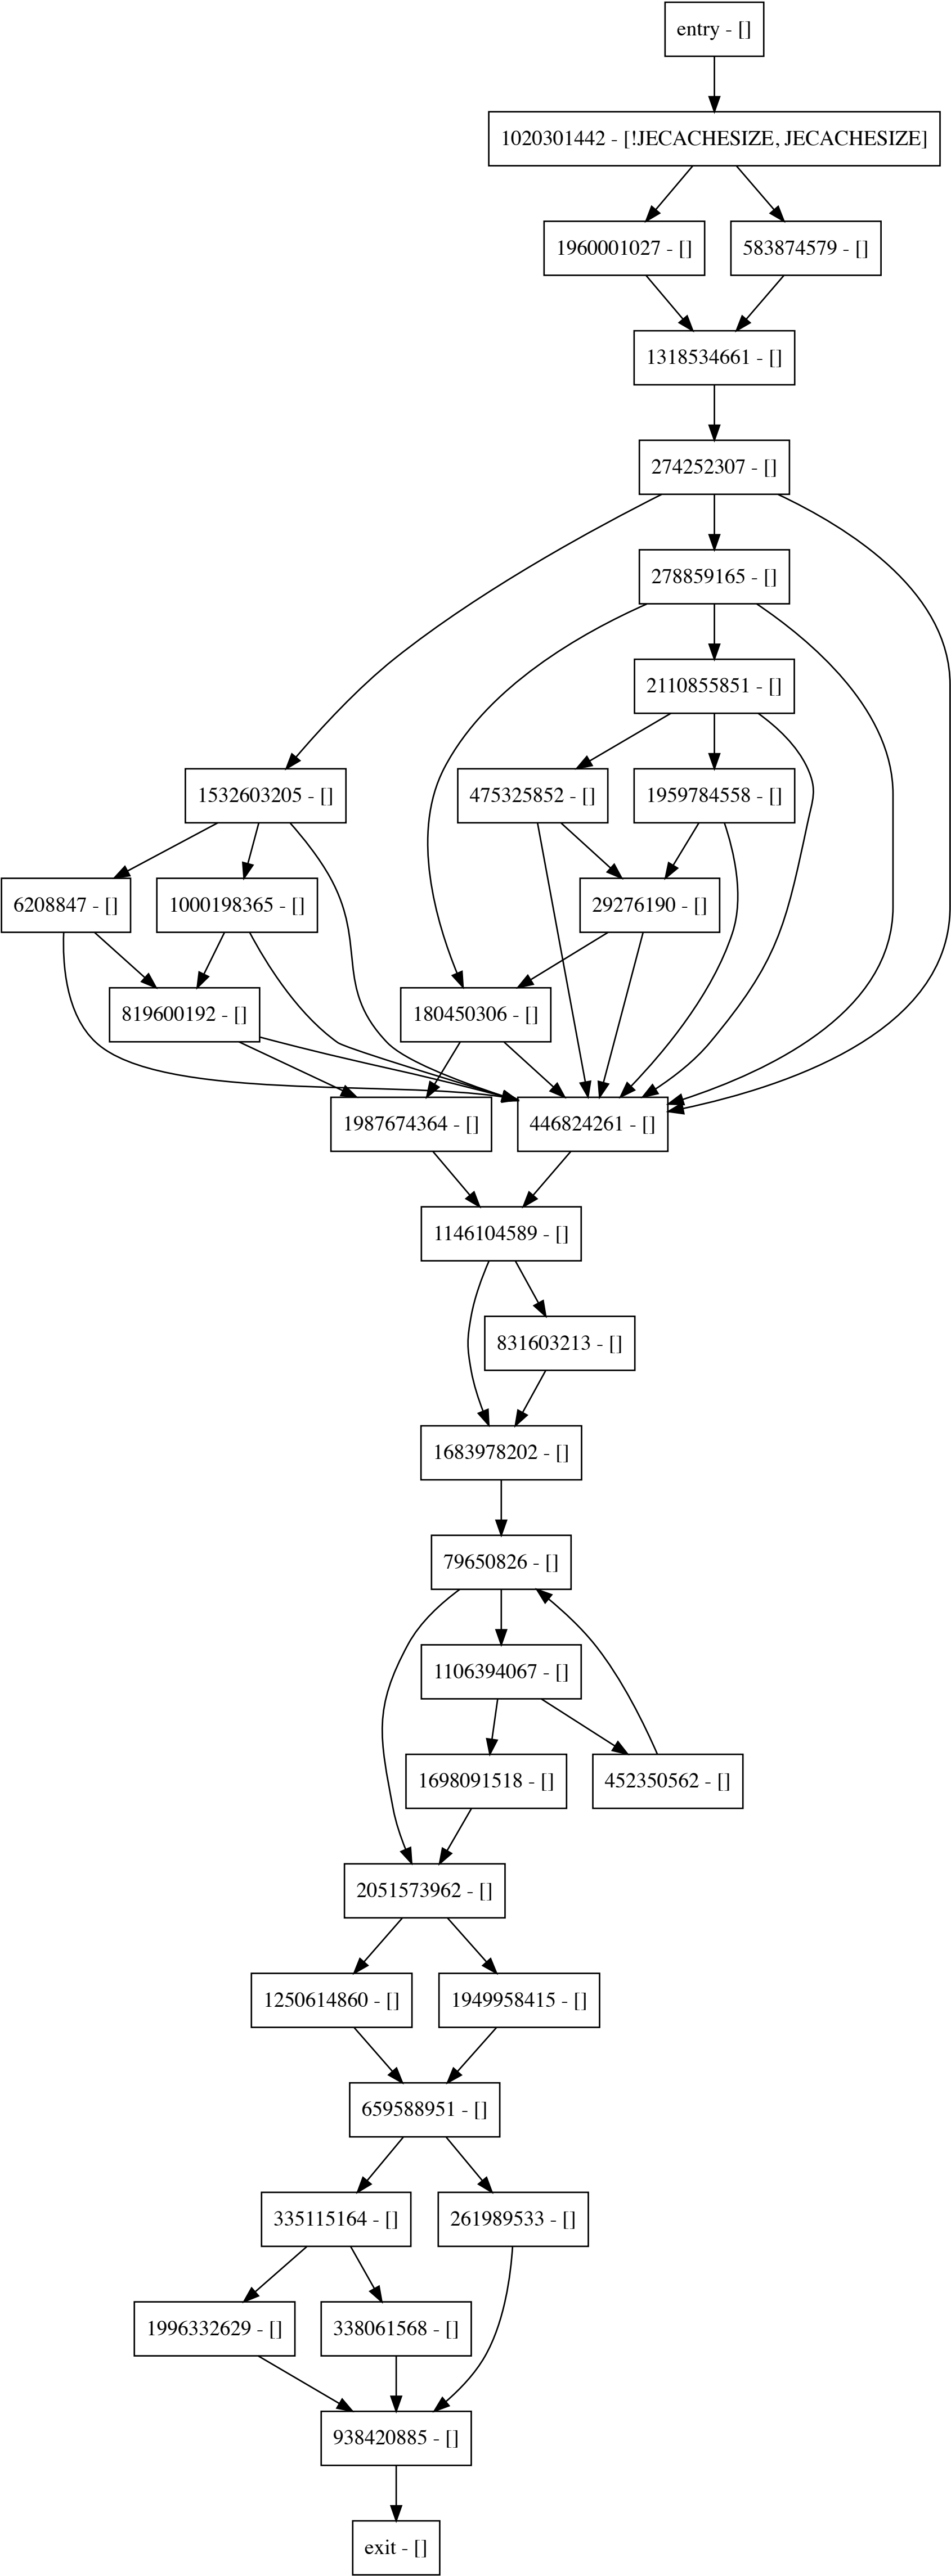 entry - []
1020301442 - [!JECACHESIZE, JECACHESIZE]
1960001027 - []
583874579 - []
1318534661 - []
274252307 - []
278859165 - []
2110855851 - []
1532603205 - []
475325852 - []
1959784558 - []
6208847 - []
1000198365 - []
29276190 - []
819600192 - []
180450306 - []
1987674364 - []
446824261 - []
1146104589 - []
831603213 - []
1683978202 - []
79650826 - []
1106394067 - []
1698091518 - []
452350562 - []
2051573962 - []
1250614860 - []
1949958415 - []
659588951 - []
335115164 - []
261989533 - []
1996332629 - []
338061568 - []
938420885 - []
exit - []